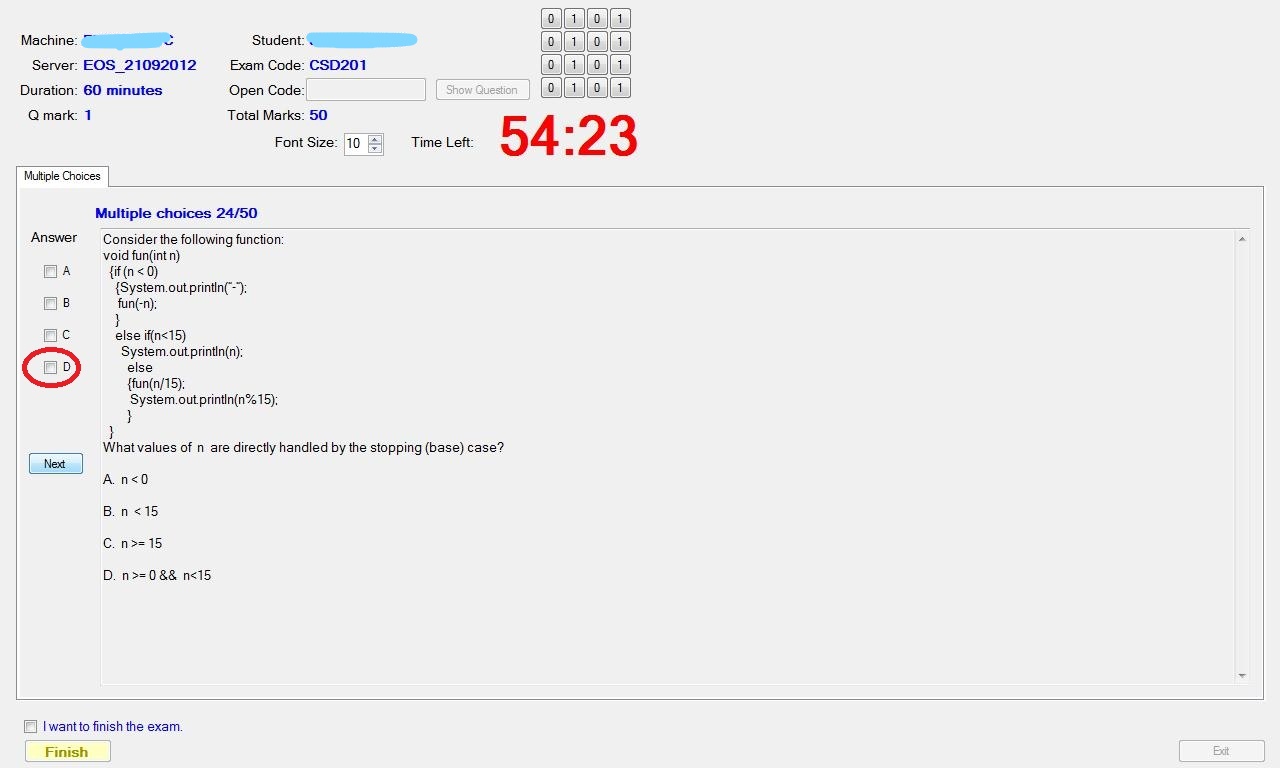 0 1 0 1
Machine: Student: 0 1 0 1
Server: EOS_21092012 Exam Code: CSD201 0 1 0 1
Duration: 60 minutes Open Code: Show Question 0 1 0 1
Q mark: 1 Total Marks: 50
Font Size: 10 Time Left: 54:23
Multiple Choices
Multiple choices 24/50
Answer
Consider the following function:
void fun(int n)
A {if (n < 0)
{System.out.println("-");
B fun(-n);
}
C else if(n<15)
System.out.println(n);
D else
{fun(n/15);
System.out.println(n%15);
}
}
What values of n are directly handled by the stopping (base) case?
Next
A. n < 0
B. n < 15
C. n >= 15
D. n >= 0 && n<15
I want to finish the exam.
Finish Exit